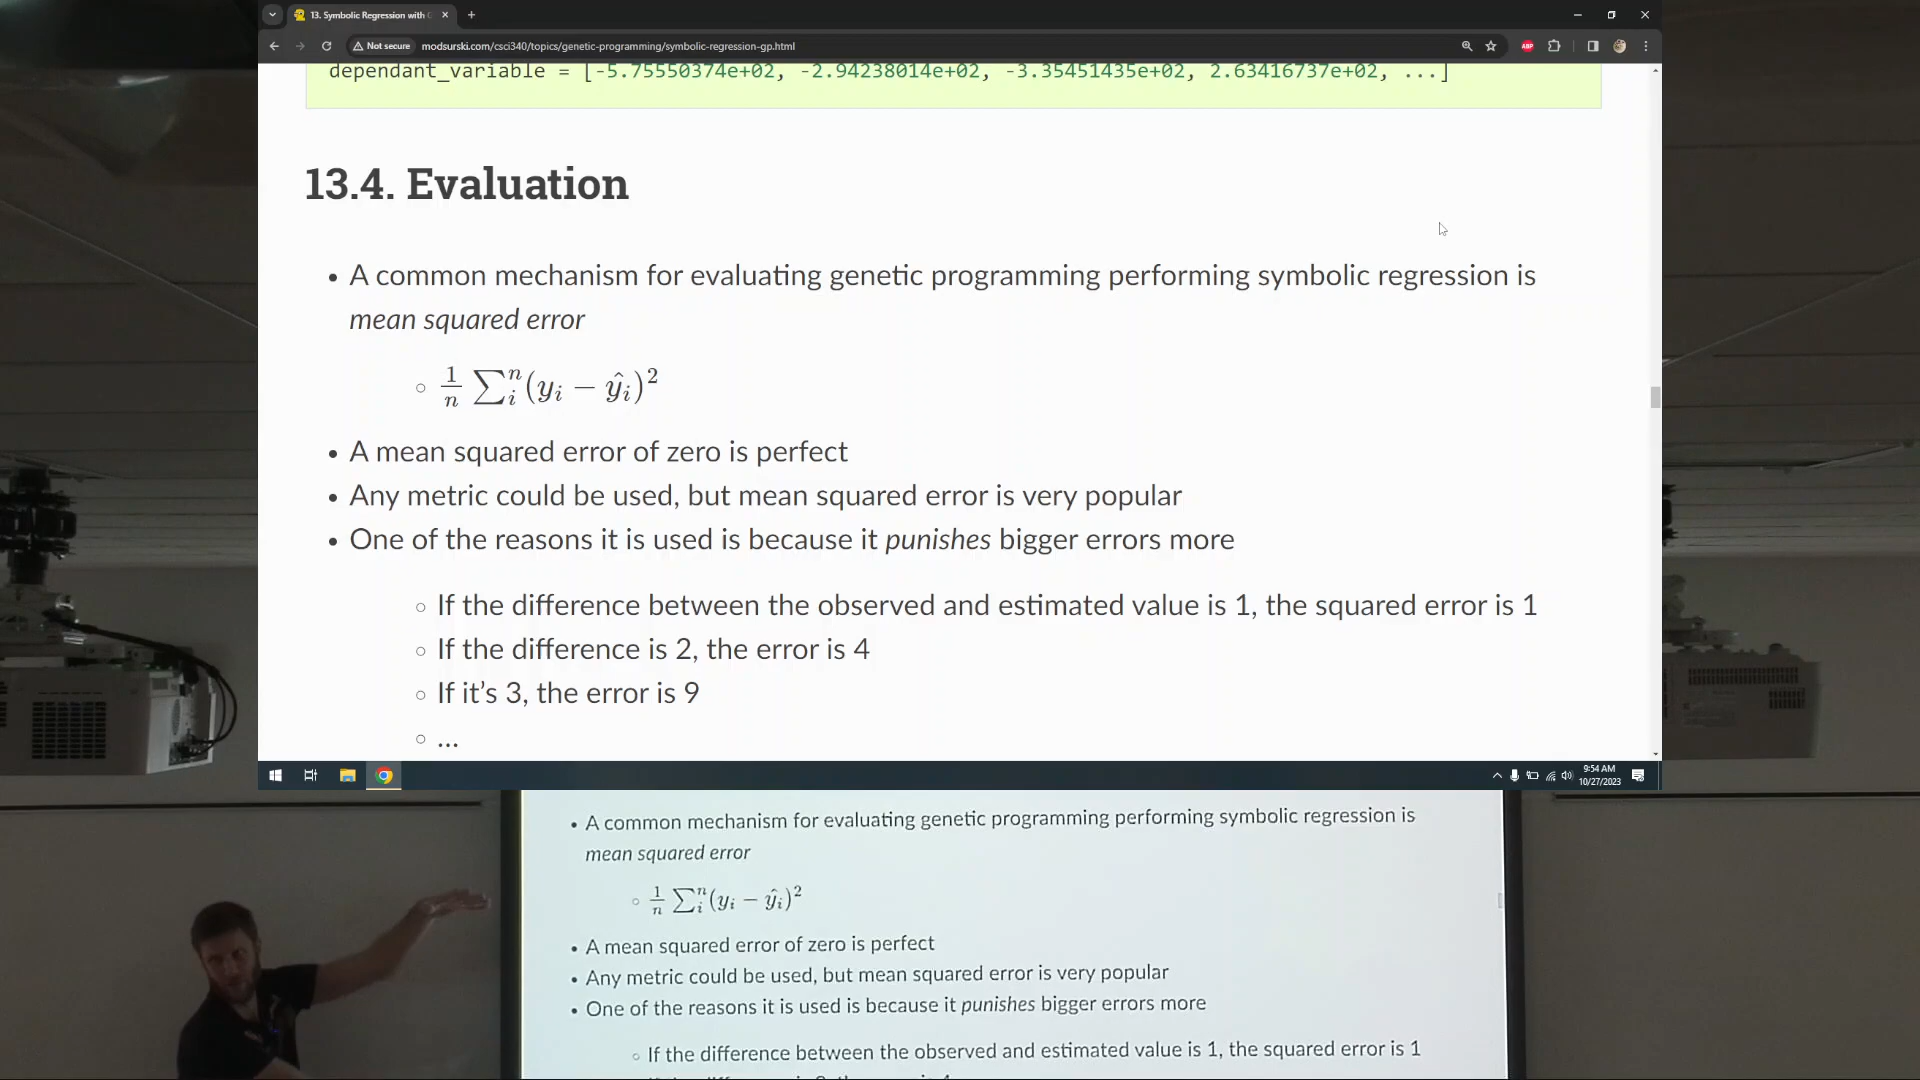 13. Symbolic Regression with G
Not secure
modsurski.com/csci340/topics/genetic-programming/symbolic-regression-gp.html
ABP
dependant_variable = [-5.75550374e+02, -2.94238014e+02, -3.35451435e+02, 2.63416737e+02, ...]
13.4. Evaluation
• A common mechanism for evaluating genetic programming performing symbolic regression is
mean squared error
◦ 1/n ∑ᵢⁿ(yᵢ − ŷᵢ)²
• A mean squared error of zero is perfect
• Any metric could be used, but mean squared error is very popular
• One of the reasons it is used is because it punishes bigger errors more
◦ If the difference between the observed and estimated value is 1, the squared error is 1
◦ If the difference is 2, the error is 4
◦ If it’s 3, the error is 9
◦ ...
9:54 AM
10/27/2023
• A common mechanism for evaluating genetic programming performing symbolic regression is
mean squared error
◦ 1/n ∑ᵢⁿ(yᵢ − ŷᵢ)²
• A mean squared error of zero is perfect
• Any metric could be used, but mean squared error is very popular
• One of the reasons it is used is because it punishes bigger errors more
◦ If the difference between the observed and estimated value is 1, the squared error is 1